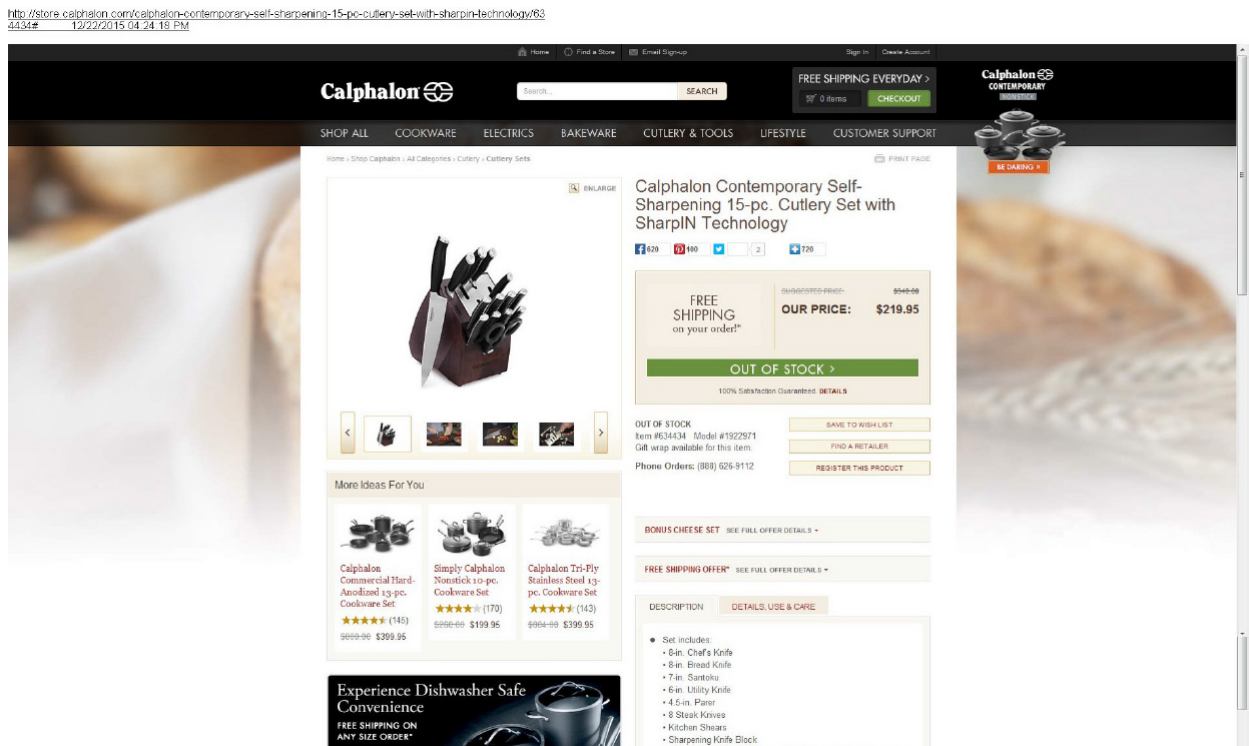 http://store.calphalon.com/calphalon-contemporary-self-sharpening-15-pc-cutlery-set-with-sharpin-technology/63
4434# 12/22/2015 04:24:18 PM
Home Find a Store Email Sign-up Sign In Create Account
Calphalon
Search... SEARCH
FREE SHIPPING EVERYDAY >
0 items CHECKOUT
Calphalon
CONTEMPORARY
NONSTICK
BE DARING »
SHOP ALL COOKWARE ELECTRICS BAKEWARE CUTLERY & TOOLS LIFESTYLE CUSTOMER SUPPORT
Home › Shop Calphalon › All Categories › Cutlery › Cutlery Sets
PRINT PAGE
ENLARGE
Calphalon Contemporary Self-
Sharpening 15-pc. Cutlery Set with
SharpIN Technology
620 100 2 720
FREE
SHIPPING
on your order!*
SUGGESTED PRICE:
OUR PRICE: $219.95
OUT OF STOCK >
100% Satisfaction Guaranteed. DETAILS
OUT OF STOCK
Item #634434 Model #1922971
Gift wrap available for this item.
Phone Orders: (888) 626-9112
SAVE TO WISH LIST
FIND A RETAILER
REGISTER THIS PRODUCT
More Ideas For You
Calphalon
Commercial Hard-
Anodized 13-pc.
Cookware Set
(145)
$399.95
Simply Calphalon
Nonstick 10-pc.
Cookware Set
(170)
$199.95
Calphalon Tri-Ply
Stainless Steel 13-
pc. Cookware Set
(143)
$399.95
BONUS CHEESE SET SEE FULL OFFER DETAILS
FREE SHIPPING OFFER* SEE FULL OFFER DETAILS
DESCRIPTION DETAILS, USE & CARE
● Set includes:
• 8-in. Chef's Knife
• 8-in. Bread Knife
• 7-in. Santoku
• 6-in. Utility Knife
• 4.5-in. Parer
• 8 Steak Knives
• Kitchen Shears
• Sharpening Knife Block
Experience Dishwasher Safe
Convenience
FREE SHIPPING ON
ANY SIZE ORDER*